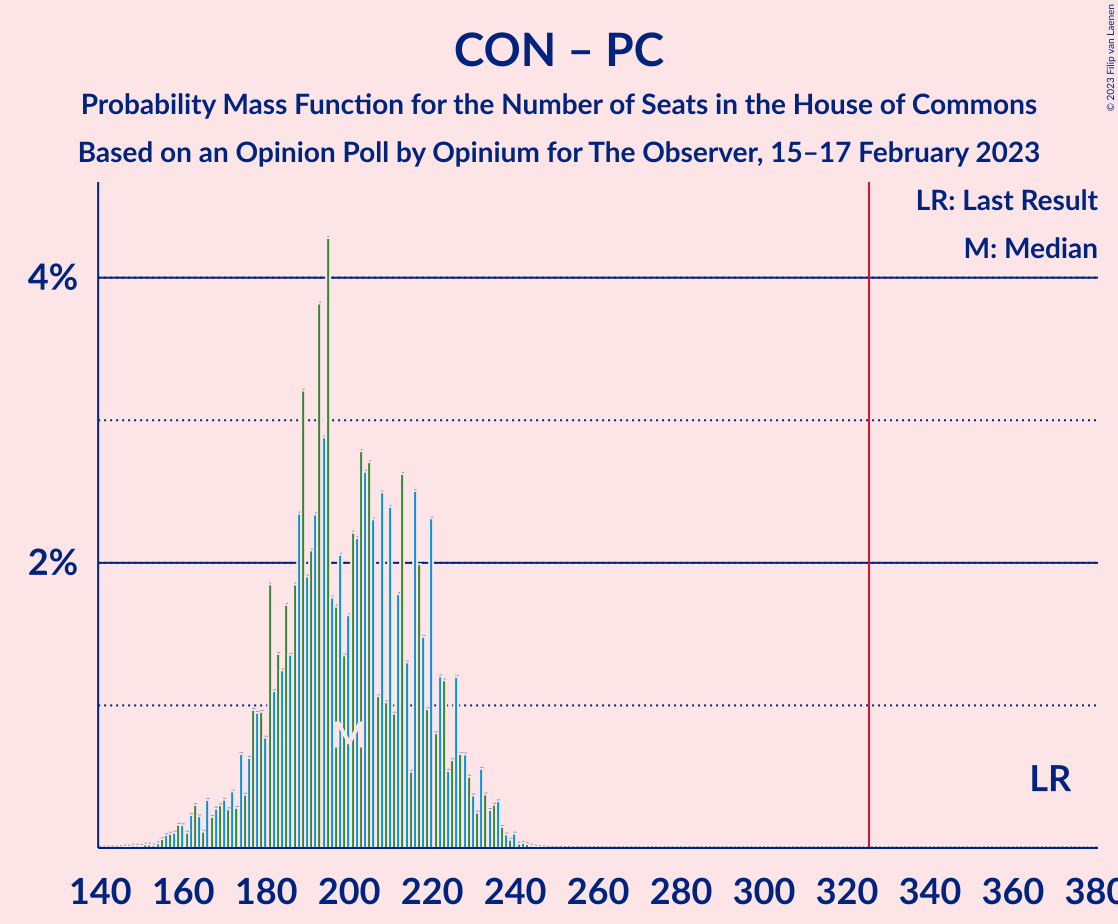 CON – PC
Probability Mass Function for the Number of Seats in the House of Commons
Based on an Opinion Poll by Opinium for The Observer, 15–17 February 2023
© 2023 Filip van Laenen
LR: Last Result
M: Median
4%
2%
M
LR
140 160 180 200 220 240 260 280 300 320 340 360 380